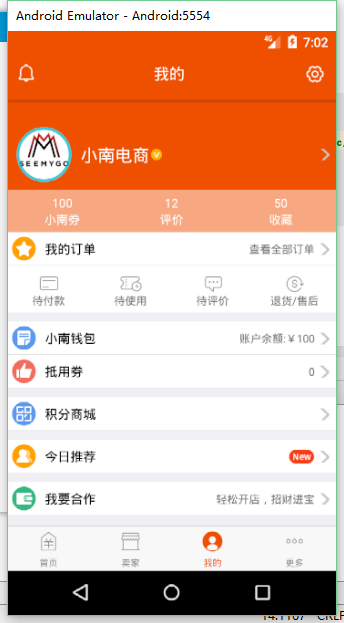 Android Emulator - Android:5554
4G 7:02
我的
SEEMYGO
小南电商 V
100 12 50
小南券 评价 收藏
我的订单 查看全部订单
待付款 待使用 待评价 退货/售后
小南钱包 账户余额:￥100
抵用券 0
积分商城
今日推荐 New
我要合作 轻松开店，招财进宝
首页 卖家 我的 更多